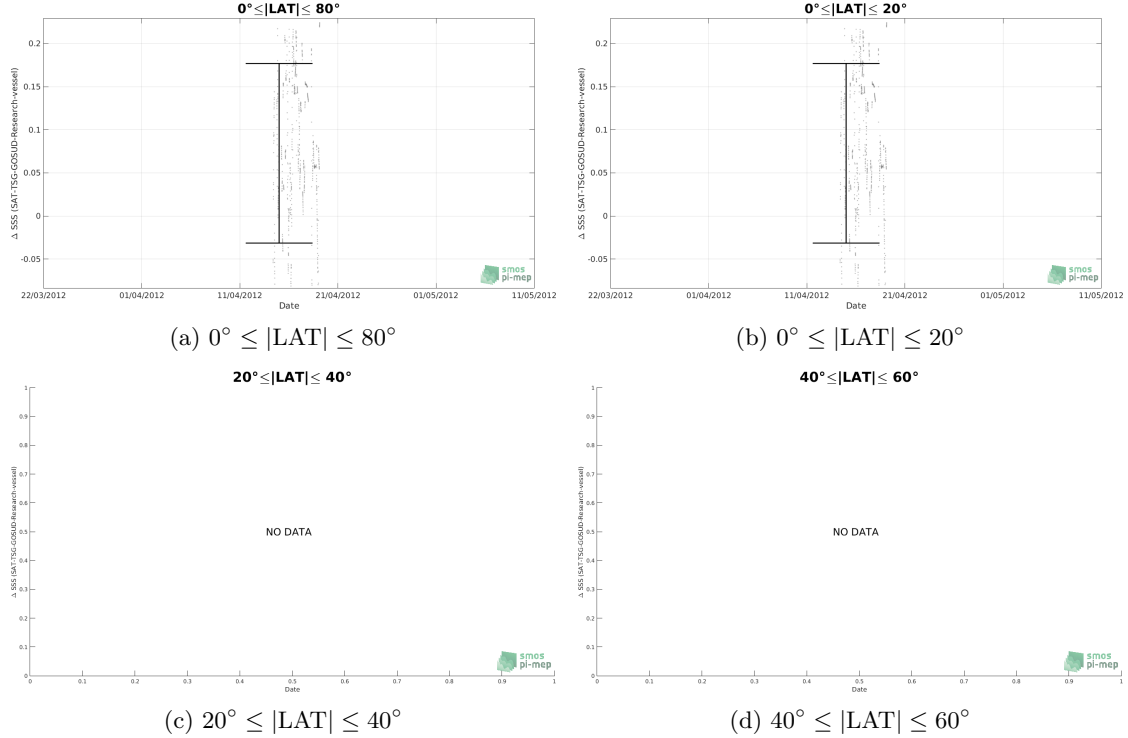 0°≤|LAT|≤ 80°
0.2
0.15
0.1
0.05
0
-0.05
Δ SSS (SAT-TSG-GOSUD-Research-vessel)
22/03/2012 01/04/2012 11/04/2012 21/04/2012 01/05/2012 11/05/2012
Date
smos
pi-mep
(a) 0° ≤ |LAT| ≤ 80°
0°≤|LAT|≤ 20°
0.2
0.15
0.1
0.05
0
-0.05
Δ SSS (SAT-TSG-GOSUD-Research-vessel)
22/03/2012 01/04/2012 11/04/2012 21/04/2012 01/05/2012 11/05/2012
Date
smos
pi-mep
(b) 0° ≤ |LAT| ≤ 20°
20°≤|LAT|≤ 40°
1
0.9
0.8
0.7
0.6
0.5
0.4
0.3
0.2
0.1
0
Δ SSS (SAT-TSG-GOSUD-Research-vessel)
NO DATA
0 0.1 0.2 0.3 0.4 0.5 0.6 0.7 0.8 0.9 1
Date
smos
pi-mep
(c) 20° ≤ |LAT| ≤ 40°
40°≤|LAT|≤ 60°
1
0.9
0.8
0.7
0.6
0.5
0.4
0.3
0.2
0.1
0
Δ SSS (SAT-TSG-GOSUD-Research-vessel)
NO DATA
0 0.1 0.2 0.3 0.4 0.5 0.6 0.7 0.8 0.9 1
Date
smos
pi-mep
(d) 40° ≤ |LAT| ≤ 60°